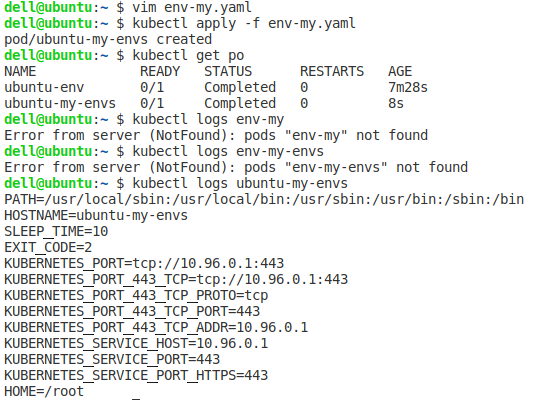 dell@ubuntu:~ $ vim env-my.yaml
dell@ubuntu:~ $ kubectl apply -f env-my.yaml
pod/ubuntu-my-envs created
dell@ubuntu:~ $ kubectl get po
NAME             READY   STATUS      RESTARTS   AGE
ubuntu-env       0/1     Completed   0          7m28s
ubuntu-my-envs   0/1     Completed   0          8s
dell@ubuntu:~ $ kubectl logs env-my
Error from server (NotFound): pods "env-my" not found
dell@ubuntu:~ $ kubectl logs env-my-envs
Error from server (NotFound): pods "env-my-envs" not found
dell@ubuntu:~ $ kubectl logs ubuntu-my-envs
PATH=/usr/local/sbin:/usr/local/bin:/usr/sbin:/usr/bin:/sbin:/bin
HOSTNAME=ubuntu-my-envs
SLEEP_TIME=10
EXIT_CODE=2
KUBERNETES_PORT=tcp://10.96.0.1:443
KUBERNETES_PORT_443_TCP=tcp://10.96.0.1:443
KUBERNETES_PORT_443_TCP_PROTO=tcp
KUBERNETES_PORT_443_TCP_PORT=443
KUBERNETES_PORT_443_TCP_ADDR=10.96.0.1
KUBERNETES_SERVICE_HOST=10.96.0.1
KUBERNETES_SERVICE_PORT=443
KUBERNETES_SERVICE_PORT_HTTPS=443
HOME=/root